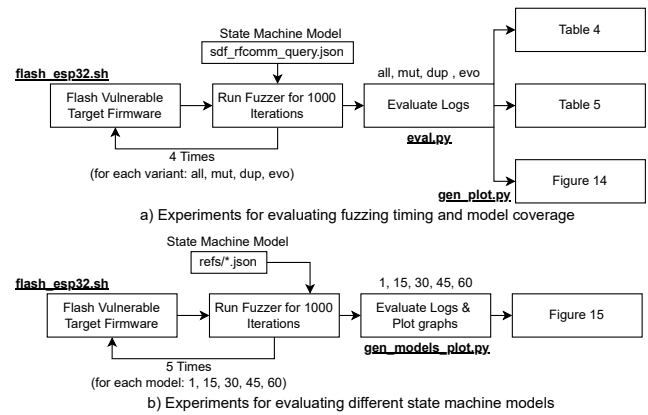 State Machine Model
sdf_rfcomm_query.json
flash_esp32.sh
Flash Vulnerable
Target Firmware
Run Fuzzer for 1000
Iterations
all, mut, dup , evo
Evaluate Logs
eval.py
Table 4
Table 5
gen_plot.py
Figure 14
4 Times
(for each variant: all, mut, dup, evo)
a) Experiments for evaluating fuzzing timing and model coverage
State Machine Model
refs/*.json
flash_esp32.sh
Flash Vulnerable
Target Firmware
Run Fuzzer for 1000
Iterations
1, 15, 30, 45, 60
Evaluate Logs &
Plot graphs
gen_models_plot.py
Figure 15
5 Times
(for each model: 1, 15, 30, 45, 60)
b) Experiments for evaluating different state machine models